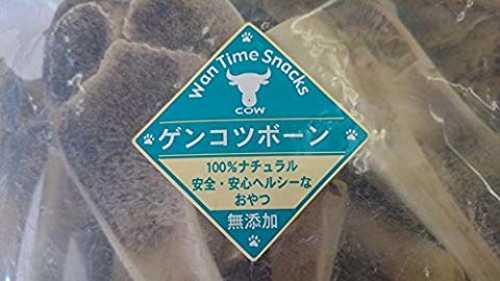 Wan Time Snacks
COW
ゲンコツボーン
100%ナチュラル
安全・安心ヘルシーな
おやつ
無添加